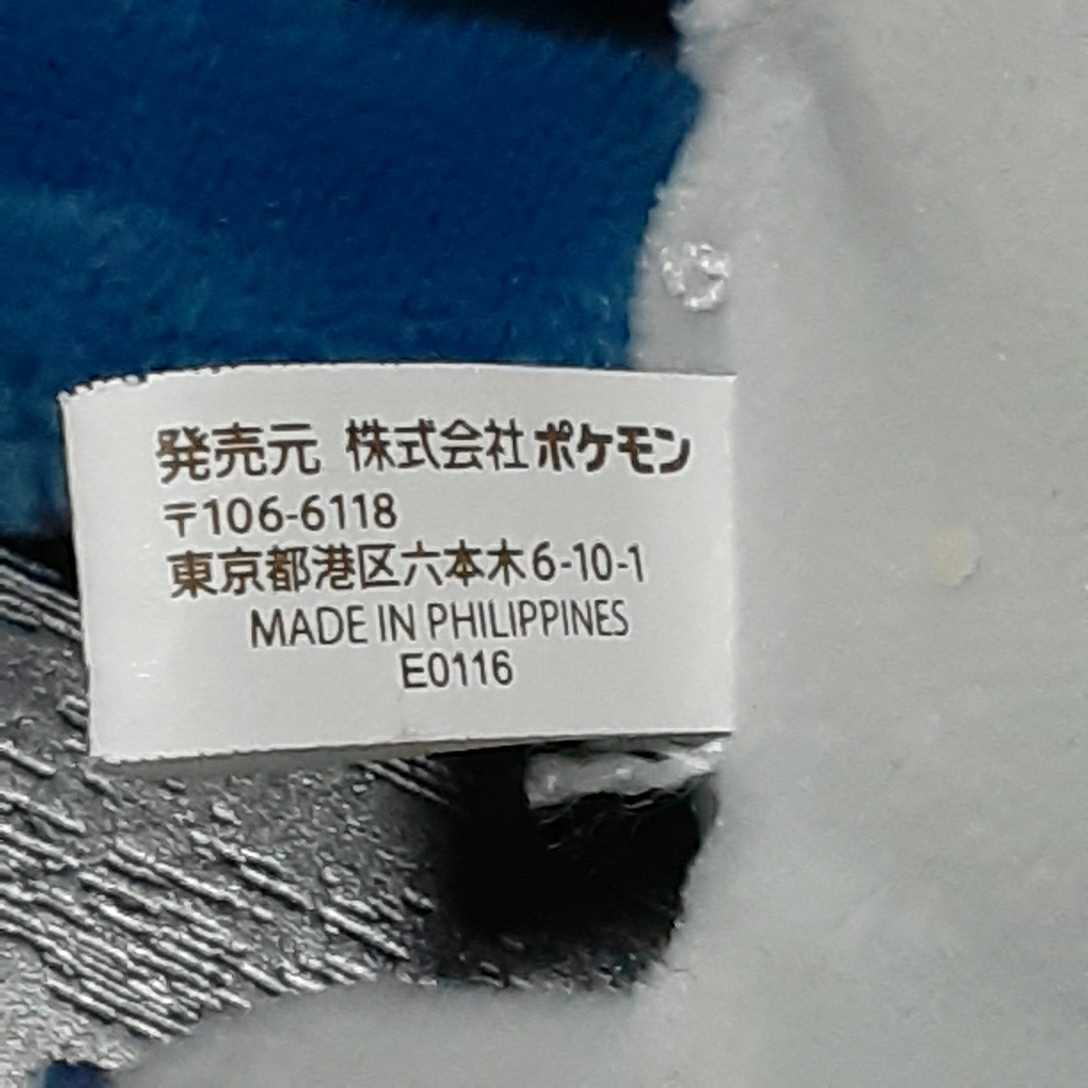 発売元 株式会社ポケモン
〒106-6118
東京都港区六本木6-10-1
MADE IN PHILIPPINES
E0116